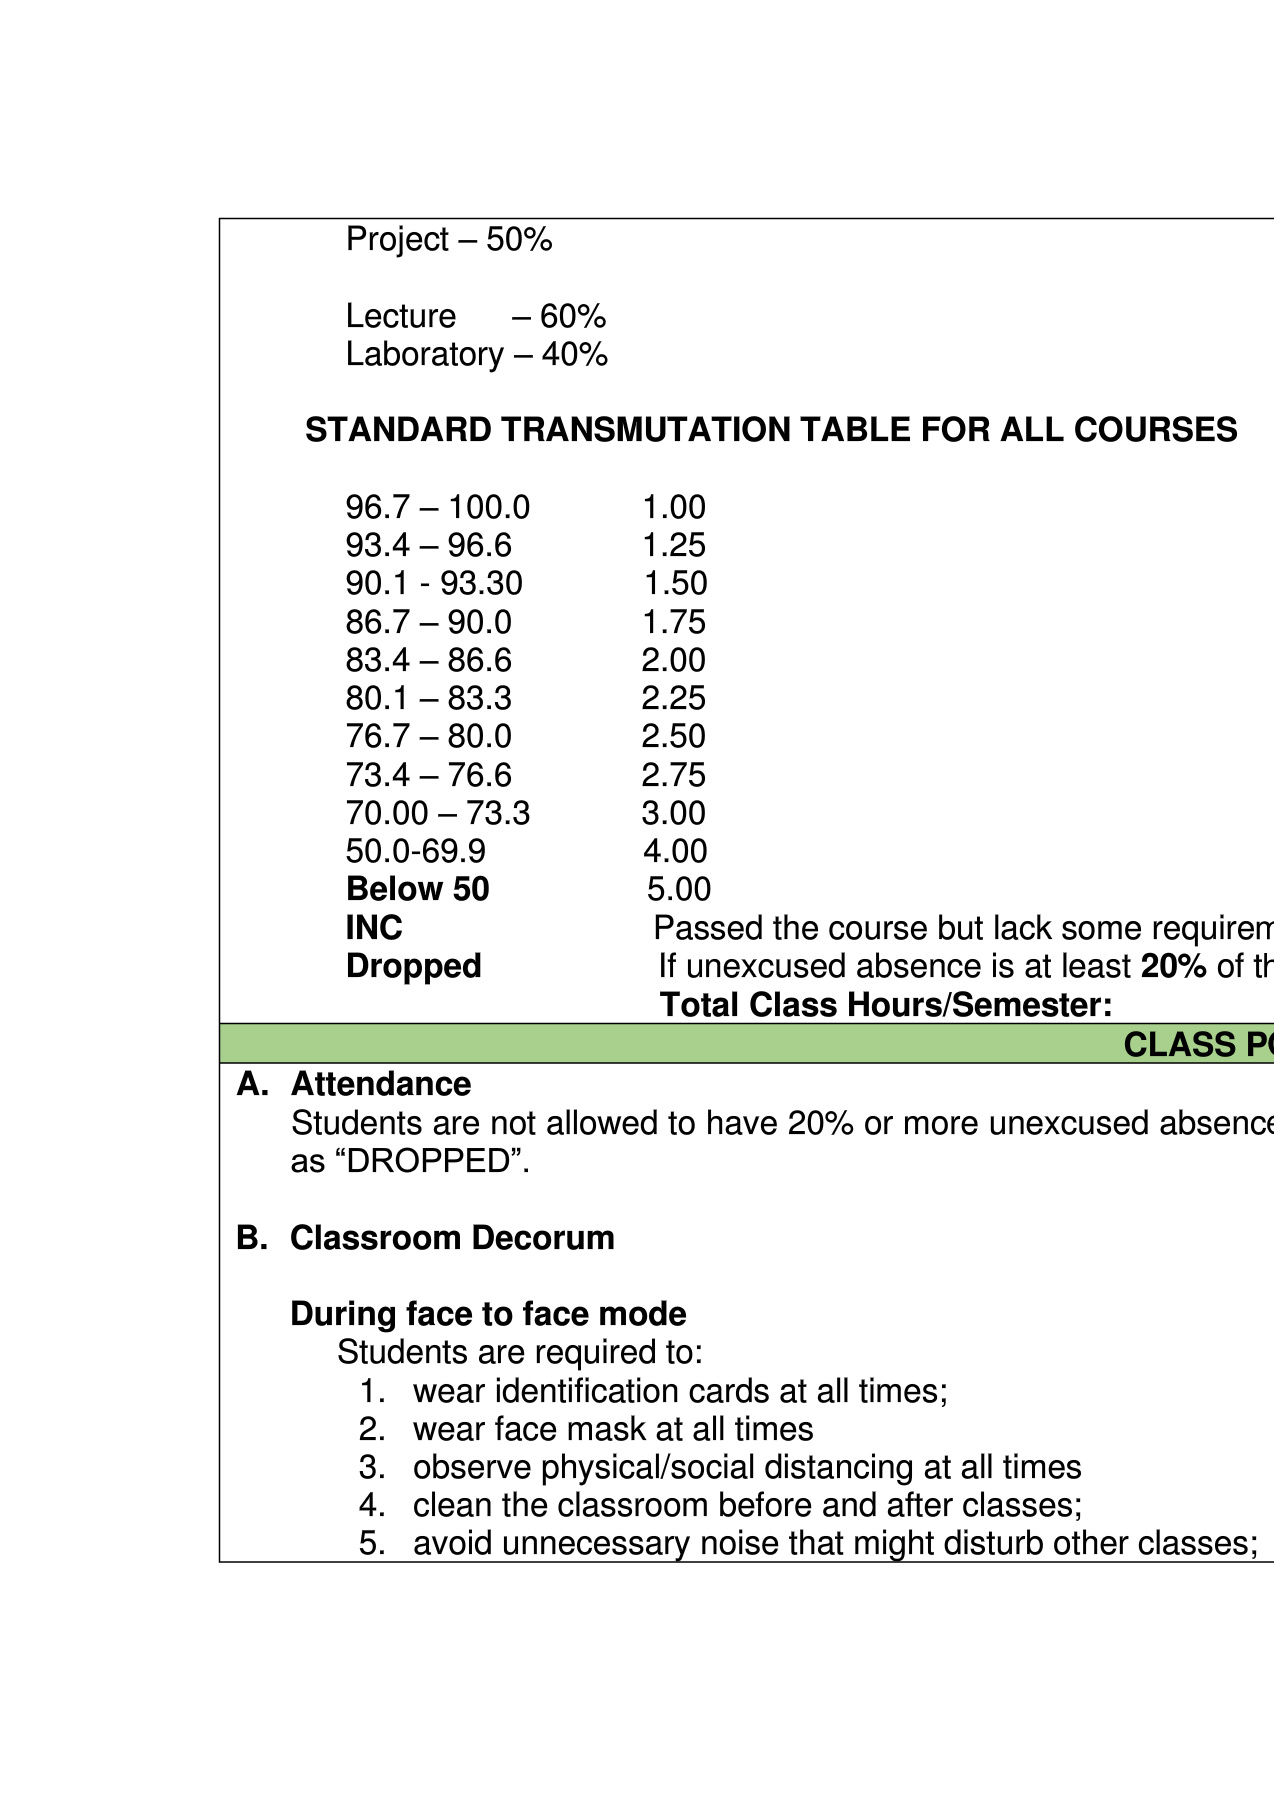 Project – 50%
Lecture – 60%
Laboratory – 40%
STANDARD TRANSMUTATION TABLE FOR ALL COURSES
96.7 – 100.0 1.00
93.4 – 96.6 1.25
90.1 - 93.30 1.50
86.7 – 90.0 1.75
83.4 – 86.6 2.00
80.1 – 83.3 2.25
76.7 – 80.0 2.50
73.4 – 76.6 2.75
70.00 – 73.3 3.00
50.0-69.9 4.00
Below 50 5.00
INC Passed the course but lack some
Dropped If unexcused absence is at least 20% of
Total Class Hours/Semester:
CLASS
A. Attendance
Students are not allowed to have 20% or more unexcused
as “DROPPED”.
B. Classroom Decorum
During face to face mode
Students are required to:
1. wear identification cards at all times;
2. wear face mask at all times
3. observe physical/social distancing at all times
4. clean the classroom before and after classes;
5. avoid unnecessary noise that might disturb other classes;